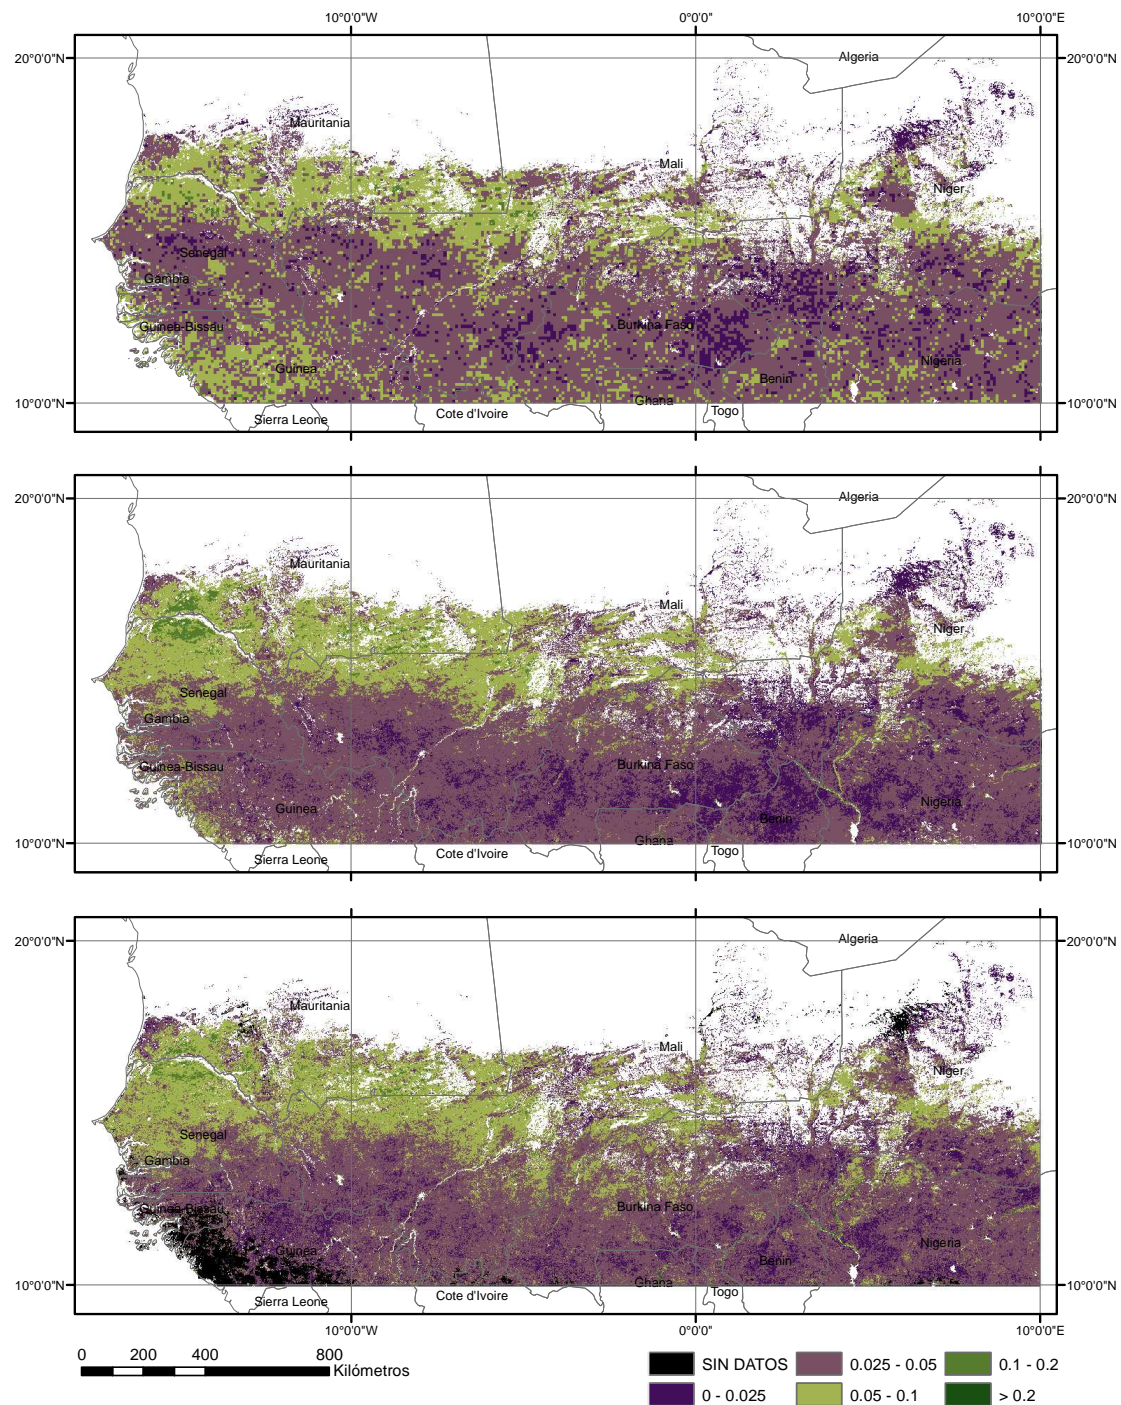 10°0'0"W 0°0'0" 10°0'0"E
20°0'0"N Algeria 20°0'0"N
Mauritania
Mali
Niger
Senegal
Gambia
Guinea-Bissau Burkina Faso
Guinea Nigeria
Benin
10°0'0"N Ghana 10°0'0"N
Sierra Leone Cote d'Ivoire Togo
20°0'0"N Algeria 20°0'0"N
Mauritania
Mali
Niger
Senegal
Gambia
Guinea-Bissau Burkina Faso
Guinea Nigeria
Benin
10°0'0"N Ghana 10°0'0"N
Sierra Leone Cote d'Ivoire Togo
20°0'0"N Algeria 20°0'0"N
Mauritania
Mali
Niger
Senegal
Gambia
Guinea-Bissau Burkina Faso
Guinea Nigeria
Benin
10°0'0"N Ghana 10°0'0"N
Sierra Leone Cote d'Ivoire Togo
10°0'0"W 0°0'0" 10°0'0"E
0 200 400 800
Kilómetros
SIN DATOS 0.025 - 0.05 0.1 - 0.2
0 - 0.025 0.05 - 0.1 > 0.2